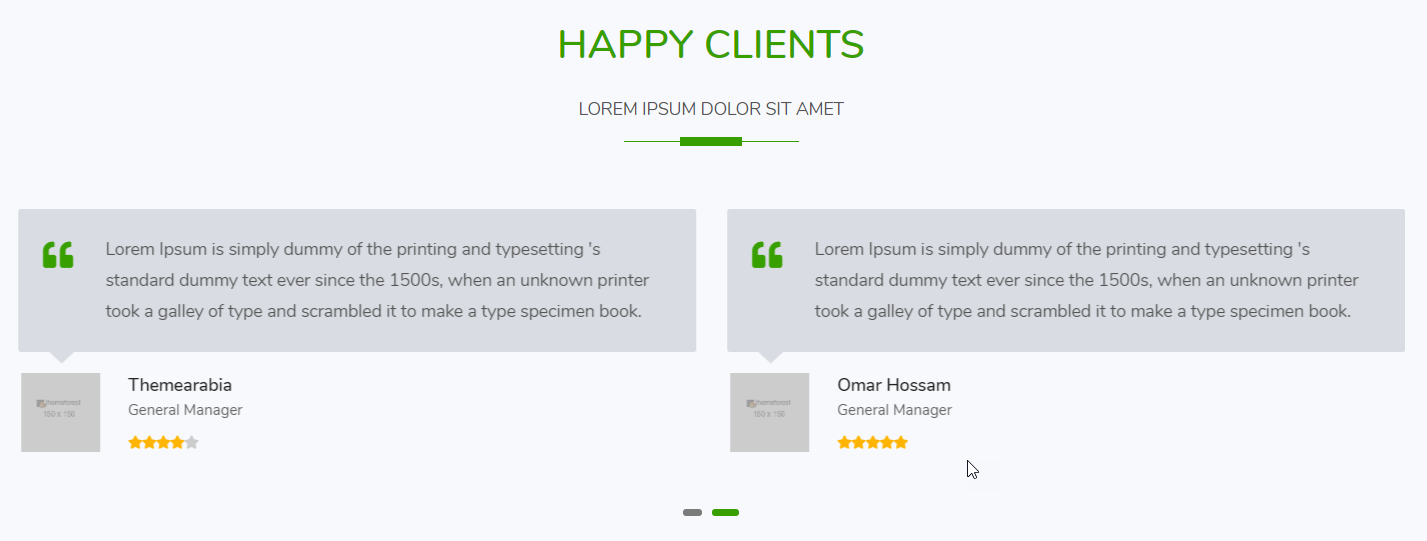 HAPPY CLIENTS
LOREM IPSUM DOLOR SIT AMET
Lorem Ipsum is simply dummy of the printing and typesetting 's
standard dummy text ever since the 1500s, when an unknown printer
took a galley of type and scrambled it to make a type specimen book.
themeforest
150 x 150
Themearabia
General Manager
Lorem Ipsum is simply dummy of the printing and typesetting 's
standard dummy text ever since the 1500s, when an unknown printer
took a galley of type and scrambled it to make a type specimen book.
themeforest
150 x 150
Omar Hossam
General Manager